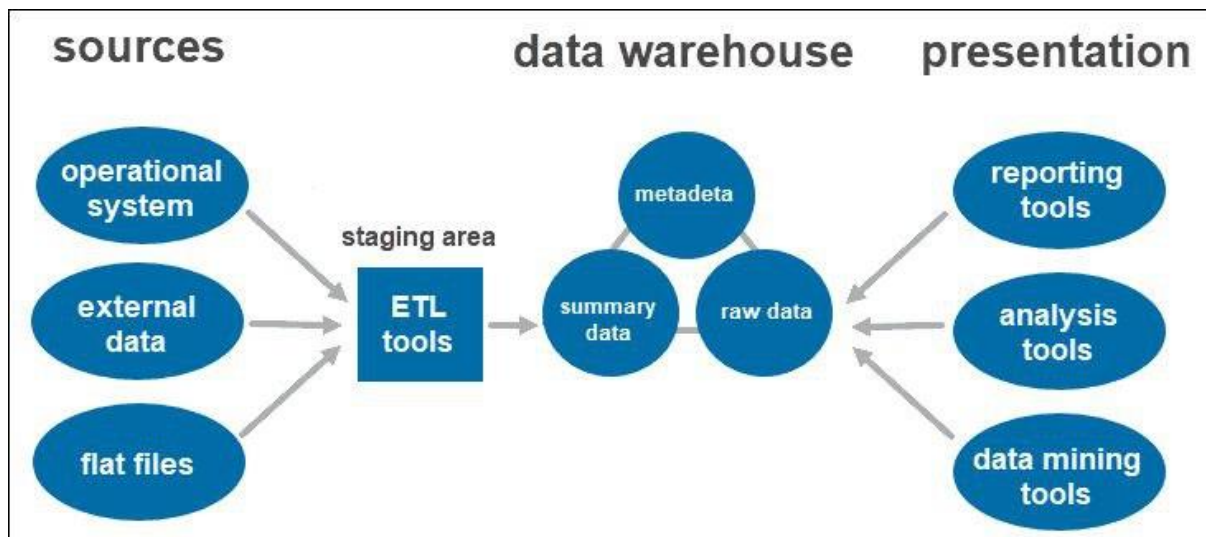 sources
data warehouse
presentation
operational
system
external
data
flat files
staging area
ETL
tools
metadeta
summary
data
raw data
reporting
tools
analysis
tools
data mining
tools